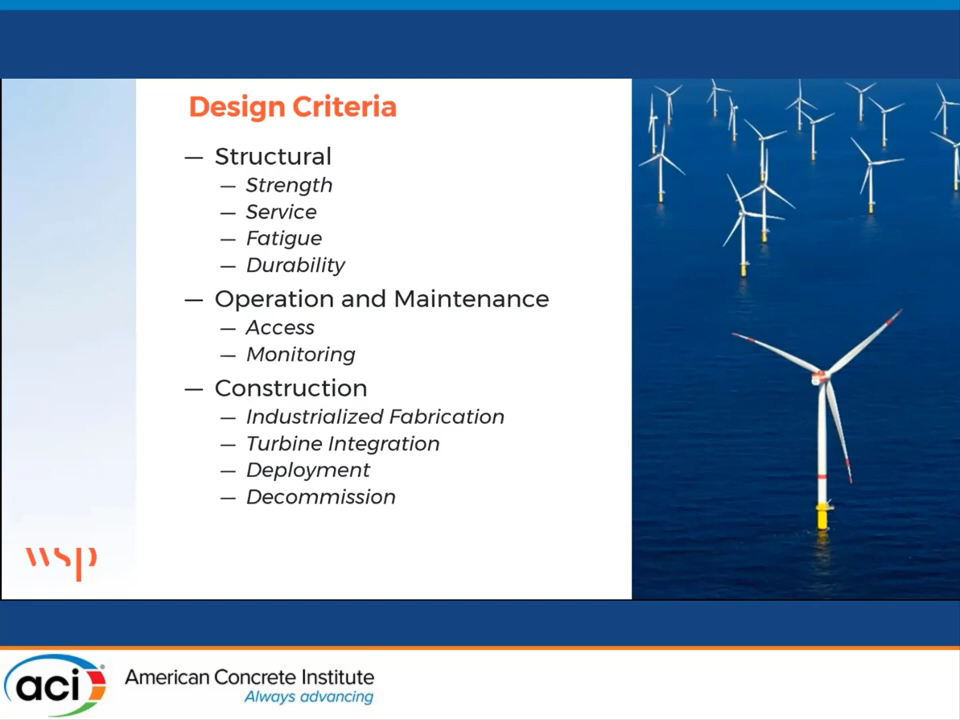 Design Criteria
— Structural
— Strength
— Service
— Fatigue
— Durability
— Operation and Maintenance
— Access
— Monitoring
— Construction
— Industrialized Fabrication
— Turbine Integration
— Deployment
— Decommission
wsp
aci®
American Concrete Institute
Always advancing